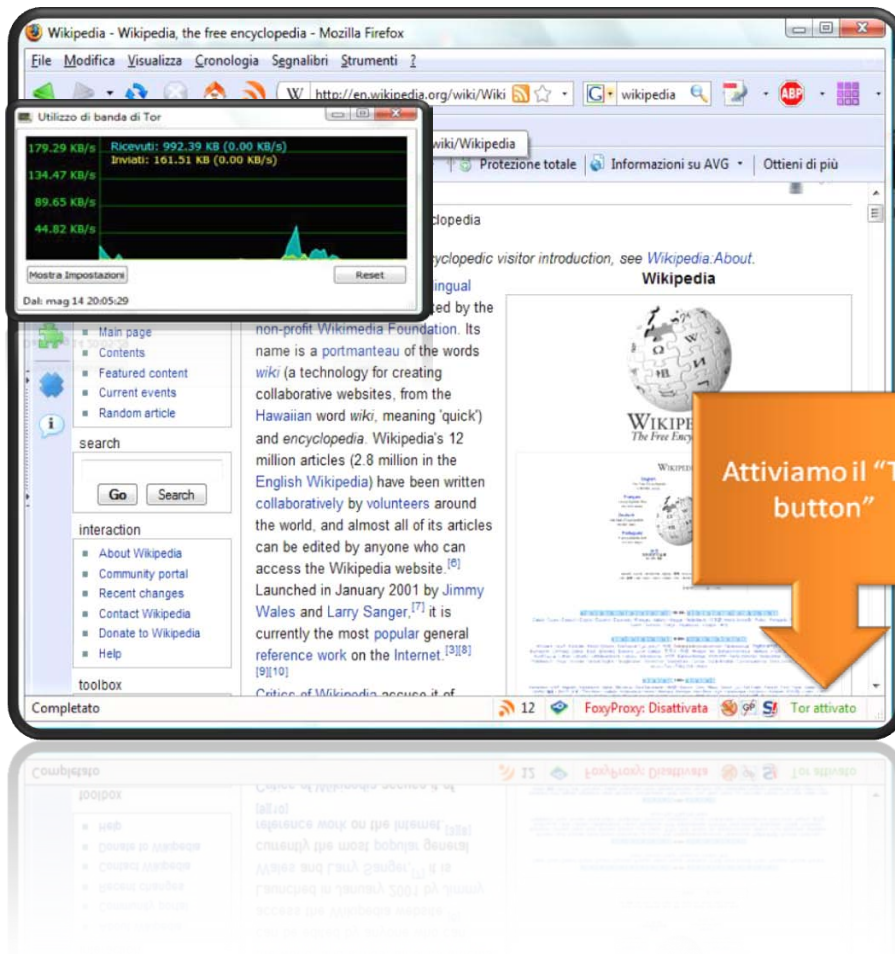 Wikipedia - Wikipedia, the free encyclopedia - Mozilla Firefox
File Modifica Visualizza Cronologia Segnalibri Strumenti ?
W http://en.wikipedia.org/wiki/Wiki G wikipedia ABP
Utilizzo di banda di Tor
179.29 KB/s
134.47 KB/s
89.65 KB/s
44.82 KB/s
Ricevuti: 992.39 KB (0.00 KB/s)
Inviati: 161.51 KB (0.00 KB/s)
Mostra Impostazioni Reset
Dal: mag 14 20:05:29
wiki/Wikipedia
Protezione totale Informazioni su AVG Ottieni di più
clopedia
yclopedic visitor introduction, see Wikipedia:About.
Main page
Contents
Featured content
Current events
Random article
search
Go Search
interaction
About Wikipedia
Community portal
Recent changes
Contact Wikipedia
Donate to Wikipedia
Help
toolbox
ingual
ted by the
non-profit Wikimedia Foundation. Its
name is a portmanteau of the words
wiki (a technology for creating
collaborative websites, from the
Hawaiian word wiki, meaning 'quick')
and encyclopedia. Wikipedia's 12
million articles (2.8 million in the
English Wikipedia) have been written
collaboratively by volunteers around
the world, and almost all of its articles
can be edited by anyone who can
access the Wikipedia website.[6]
Launched in January 2001 by Jimmy
Wales and Larry Sanger,[7] it is
currently the most popular general
reference work on the Internet.[3][8]
[9][10]
Critics of Wikipedia accuse it of
Wikipedia
WIKIPE
The Free Ency
Attiviamo il “T
button”
Completato 12 FoxyProxy: Disattivata GP S! Tor attivato